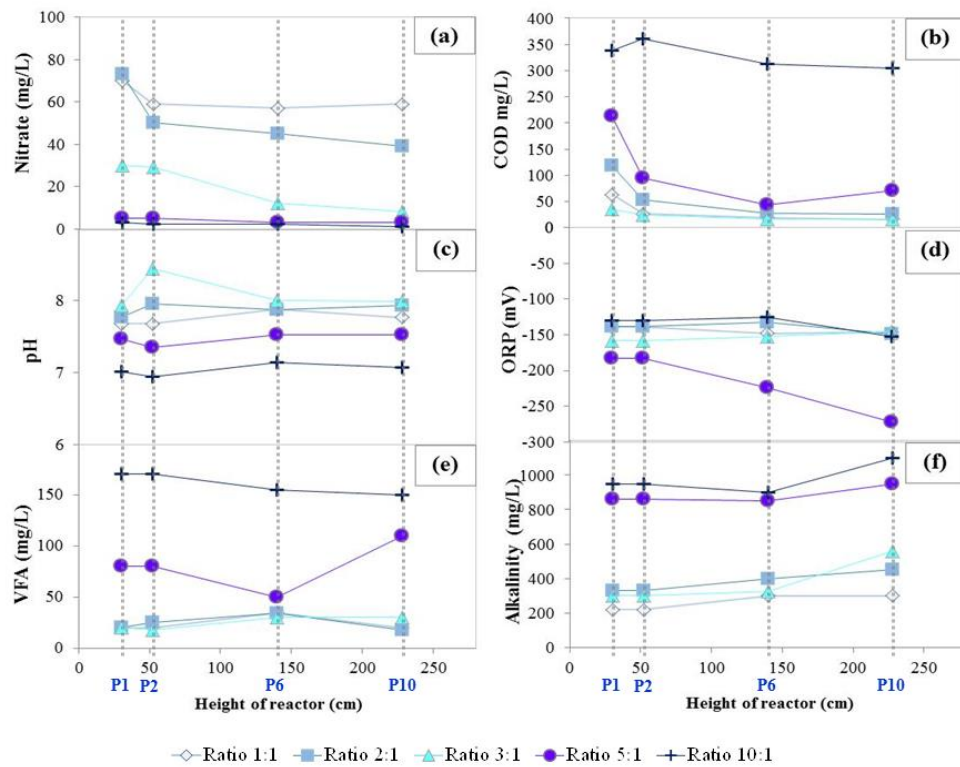 100
80
60
40
20
0
Nitrate (mg/L)
(a)
400
350
300
250
200
150
100
50
0
COD mg/L
(b)
8
7
6
pH
(c)
-50
-100
-150
-200
-250
-300
ORP (mV)
(d)
150
100
50
0
VFA (mg/L)
(e)
1000
800
600
400
200
0
Alkalinity (mg/L)
(f)
0 50 100 150 200 250
P1 P2 P6 P10
Height of reactor (cm)
0 50 100 150 200 250
P1 P2 P6 P10
Height of reactor (cm)
Ratio 1:1 Ratio 2:1 Ratio 3:1 Ratio 5:1 Ratio 10:1